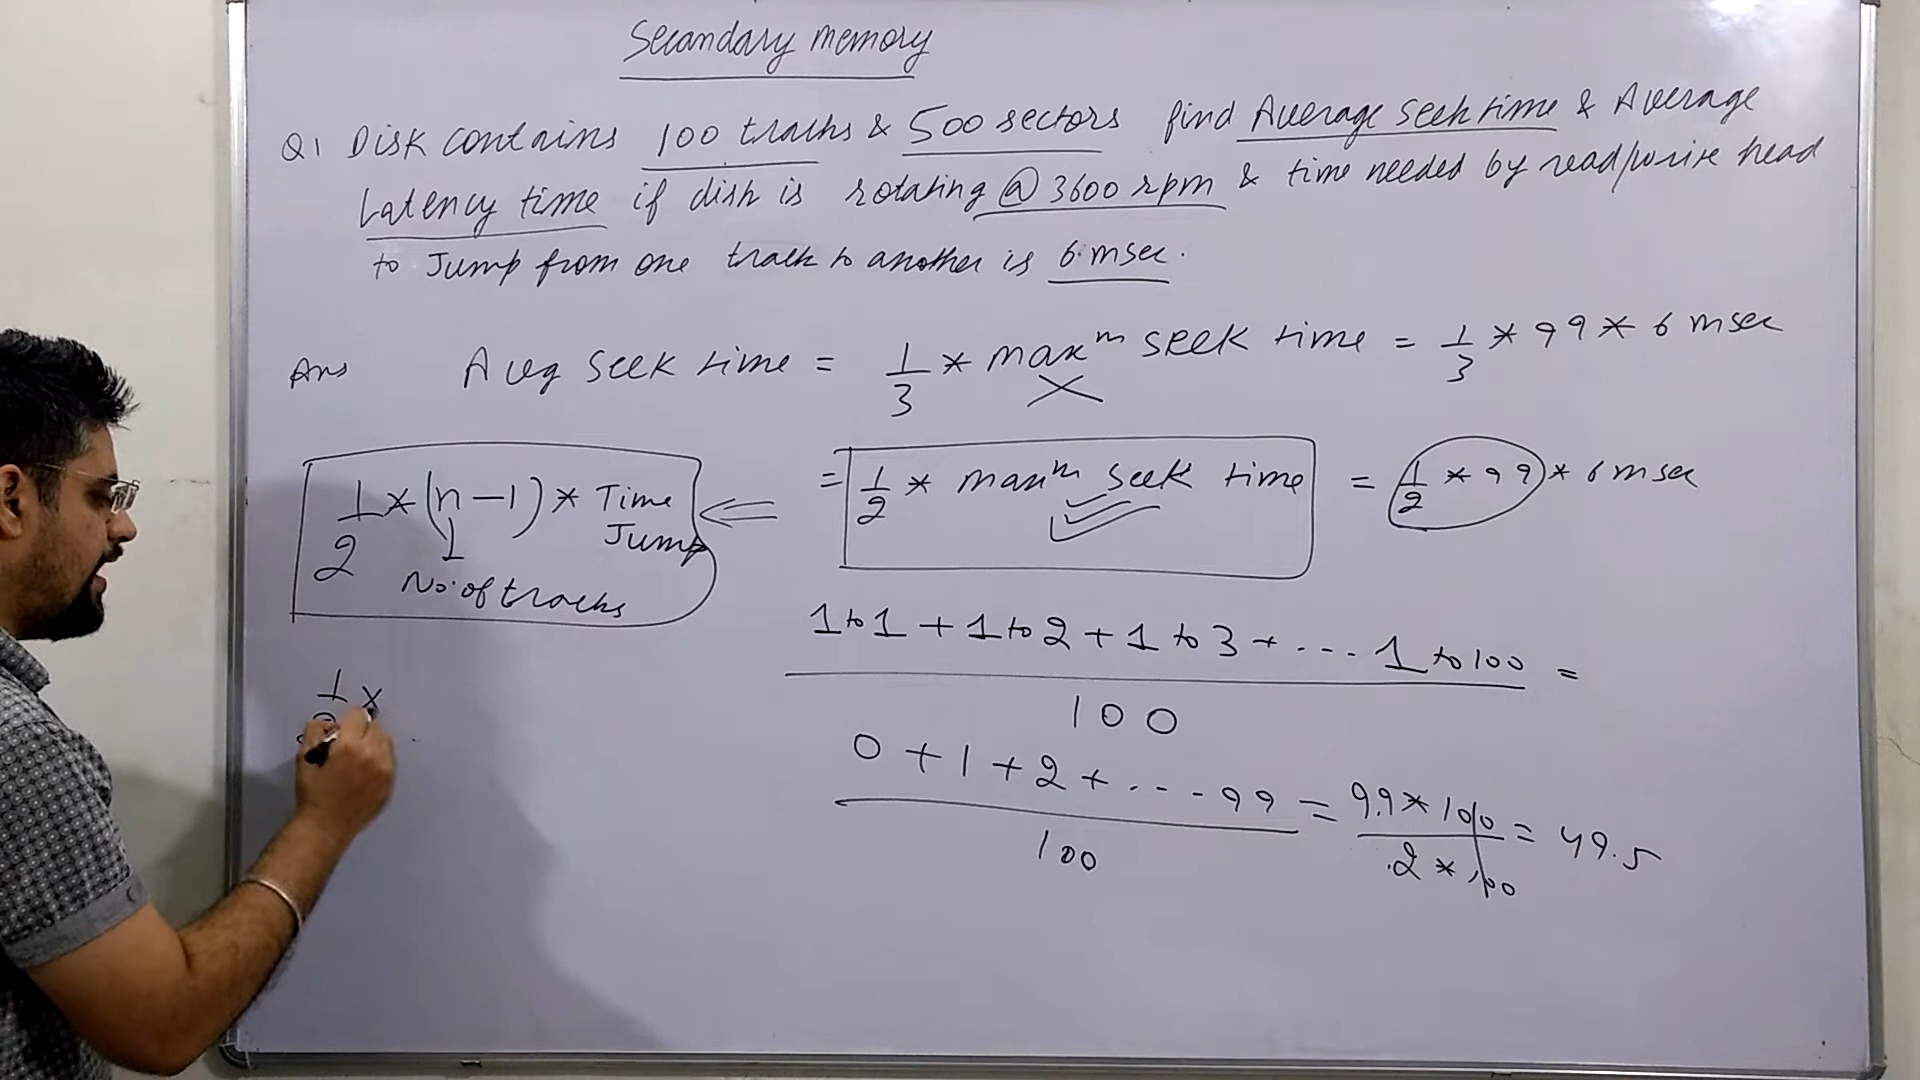 Secondary memory
Q1 Disk contains 100 tracks & 500 sectors find Average seek time & Average
Latency time if disk is rotating @ 3600 rpm & time needed by read/write head
to Jump from one track to another is 6 msec.
Ans Avg Seek time = 1/3 * maxᵐ seek time = 1/3 * 99 * 6 msec
= 1/2 * maxᵐ seek time = 1/2 * 99 * 6 msec
1/2 × (n-1) * Time
Jump
No. of tracks
1 to 1 + 1 to 2 + 1 to 3 + ... 1 to 100 =
100
0 + 1 + 2 + ... 99 = 99 * 100 = 49.5
100 2 * 100
1/2 ×